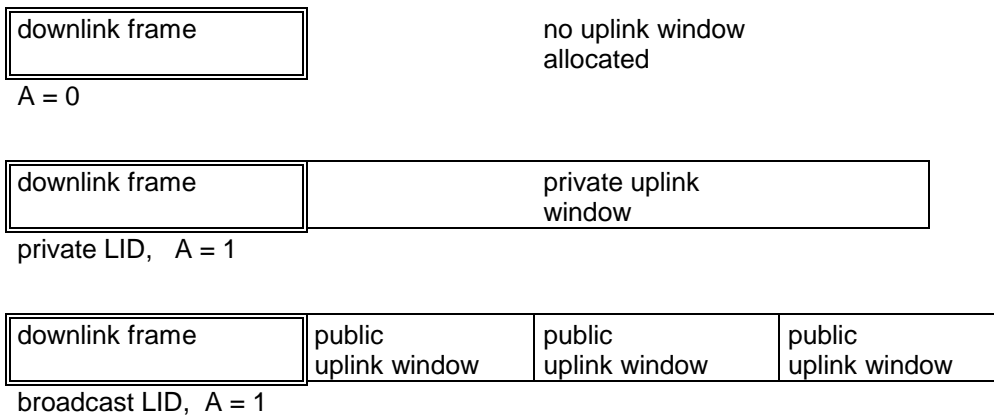 downlink frame
no uplink window
allocated
A = 0
downlink frame
private uplink
window
private LID, A = 1
downlink frame
public
uplink window
public
uplink window
public
uplink window
broadcast LID, A = 1